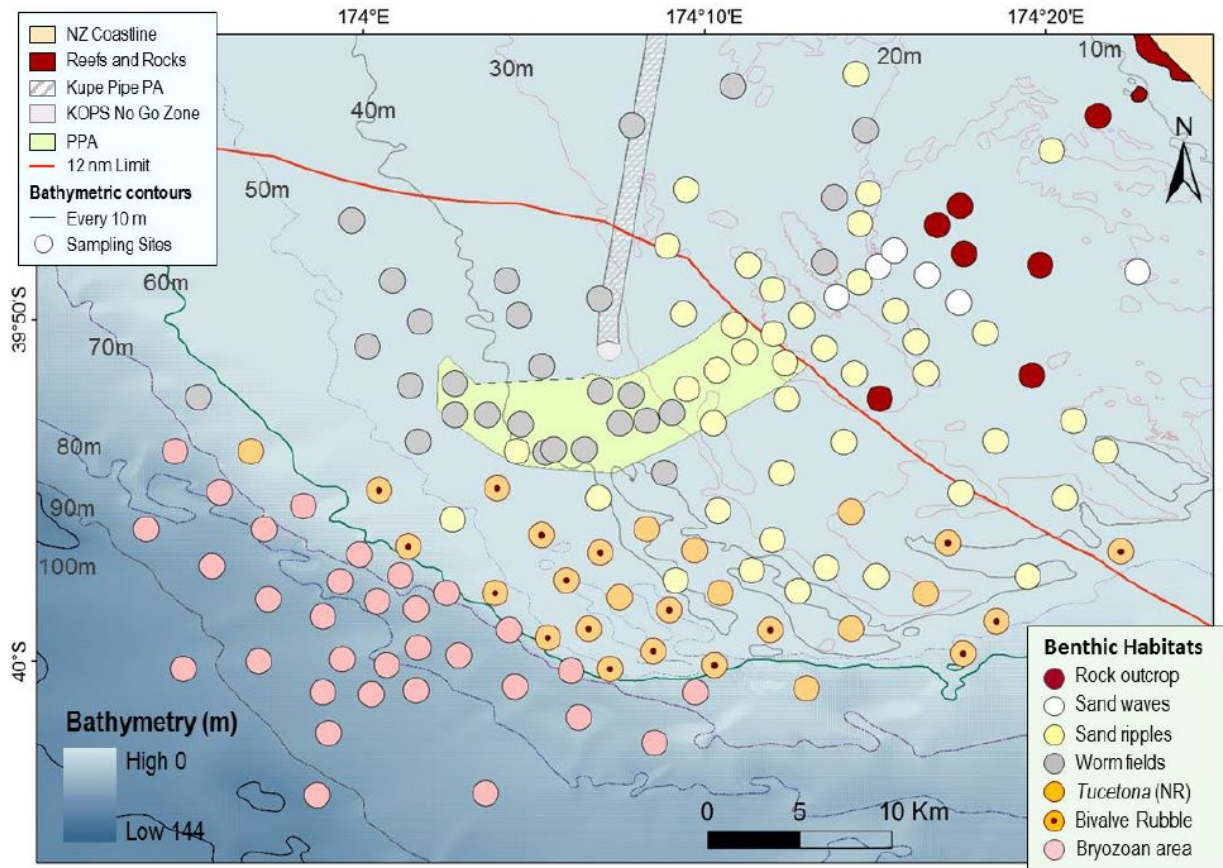 174°E
174°10'E
174°20'E
NZ Coastline
Reefs and Rocks
Kupe Pipe PA
KOPS No Go Zone
PPA
12 nm Limit
Bathymetric contours
Every 10 m
Sampling Sites
10m
20m
30m
40m
50m
60m
70m
80m
90m
100m
N
39°50'S
40°S
Bathymetry (m)
High 0
Low 144
0 5 10 Km
Benthic Habitats
Rock outcrop
Sand waves
Sand ripples
Worm fields
Tucetona (NR)
Bivalve Rubble
Bryozoan area